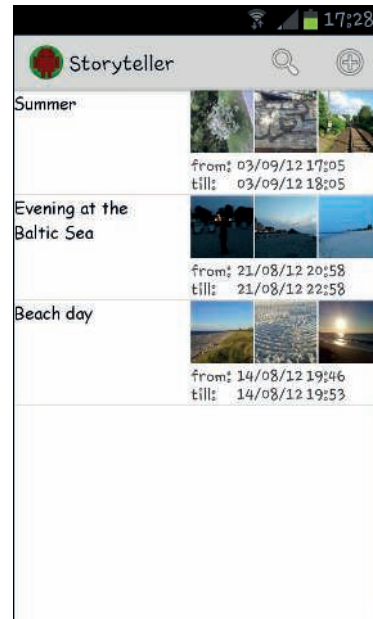 17:28
Storyteller
Summer
from: 03/09/12 17:05
till: 03/09/12 18:05
Evening at the
Baltic Sea
from: 21/08/12 20:58
till: 21/08/12 22:58
Beach day
from: 14/08/12 19:46
till: 14/08/12 19:53